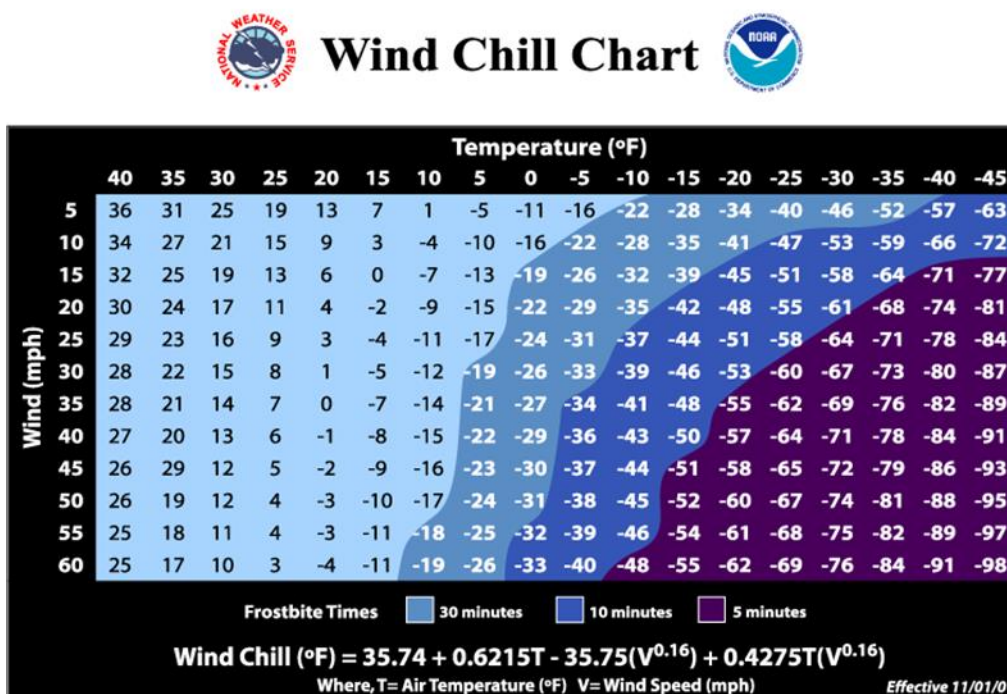 NATIONAL WEATHER SERVICE
Wind Chill Chart
NOAA
Temperature (ºF)
40 35 30 25 20 15 10 5 0 -5 -10 -15 -20 -25 -30 -35 -40 -45
Wind (mph)
5 36 31 25 19 13 7 1 -5 -11 -16 -22 -28 -34 -40 -46 -52 -57 -63
10 34 27 21 15 9 3 -4 -10 -16 -22 -28 -35 -41 -47 -53 -59 -66 -72
15 32 25 19 13 6 0 -7 -13 -19 -26 -32 -39 -45 -51 -58 -64 -71 -77
20 30 24 17 11 4 -2 -9 -15 -22 -29 -35 -42 -48 -55 -61 -68 -74 -81
25 29 23 16 9 3 -4 -11 -17 -24 -31 -37 -44 -51 -58 -64 -71 -78 -84
30 28 22 15 8 1 -5 -12 -19 -26 -33 -39 -46 -53 -60 -67 -73 -80 -87
35 28 21 14 7 0 -7 -14 -21 -27 -34 -41 -48 -55 -62 -69 -76 -82 -89
40 27 20 13 6 -1 -8 -15 -22 -29 -36 -43 -50 -57 -64 -71 -78 -84 -91
45 26 29 12 5 -2 -9 -16 -23 -30 -37 -44 -51 -58 -65 -72 -79 -86 -93
50 26 19 12 4 -3 -10 -17 -24 -31 -38 -45 -52 -60 -67 -74 -81 -88 -95
55 25 18 11 4 -3 -11 -18 -25 -32 -39 -46 -54 -61 -68 -75 -82 -89 -97
60 25 17 10 3 -4 -11 -19 -26 -33 -40 -48 -55 -62 -69 -76 -84 -91 -98
Frostbite Times 30 minutes 10 minutes 5 minutes
Wind Chill (ºF) = 35.74 + 0.6215T - 35.75(V^0.16) + 0.4275T(V^0.16)
Where, T= Air Temperature (ºF) V= Wind Speed (mph) Effective 11/01/0